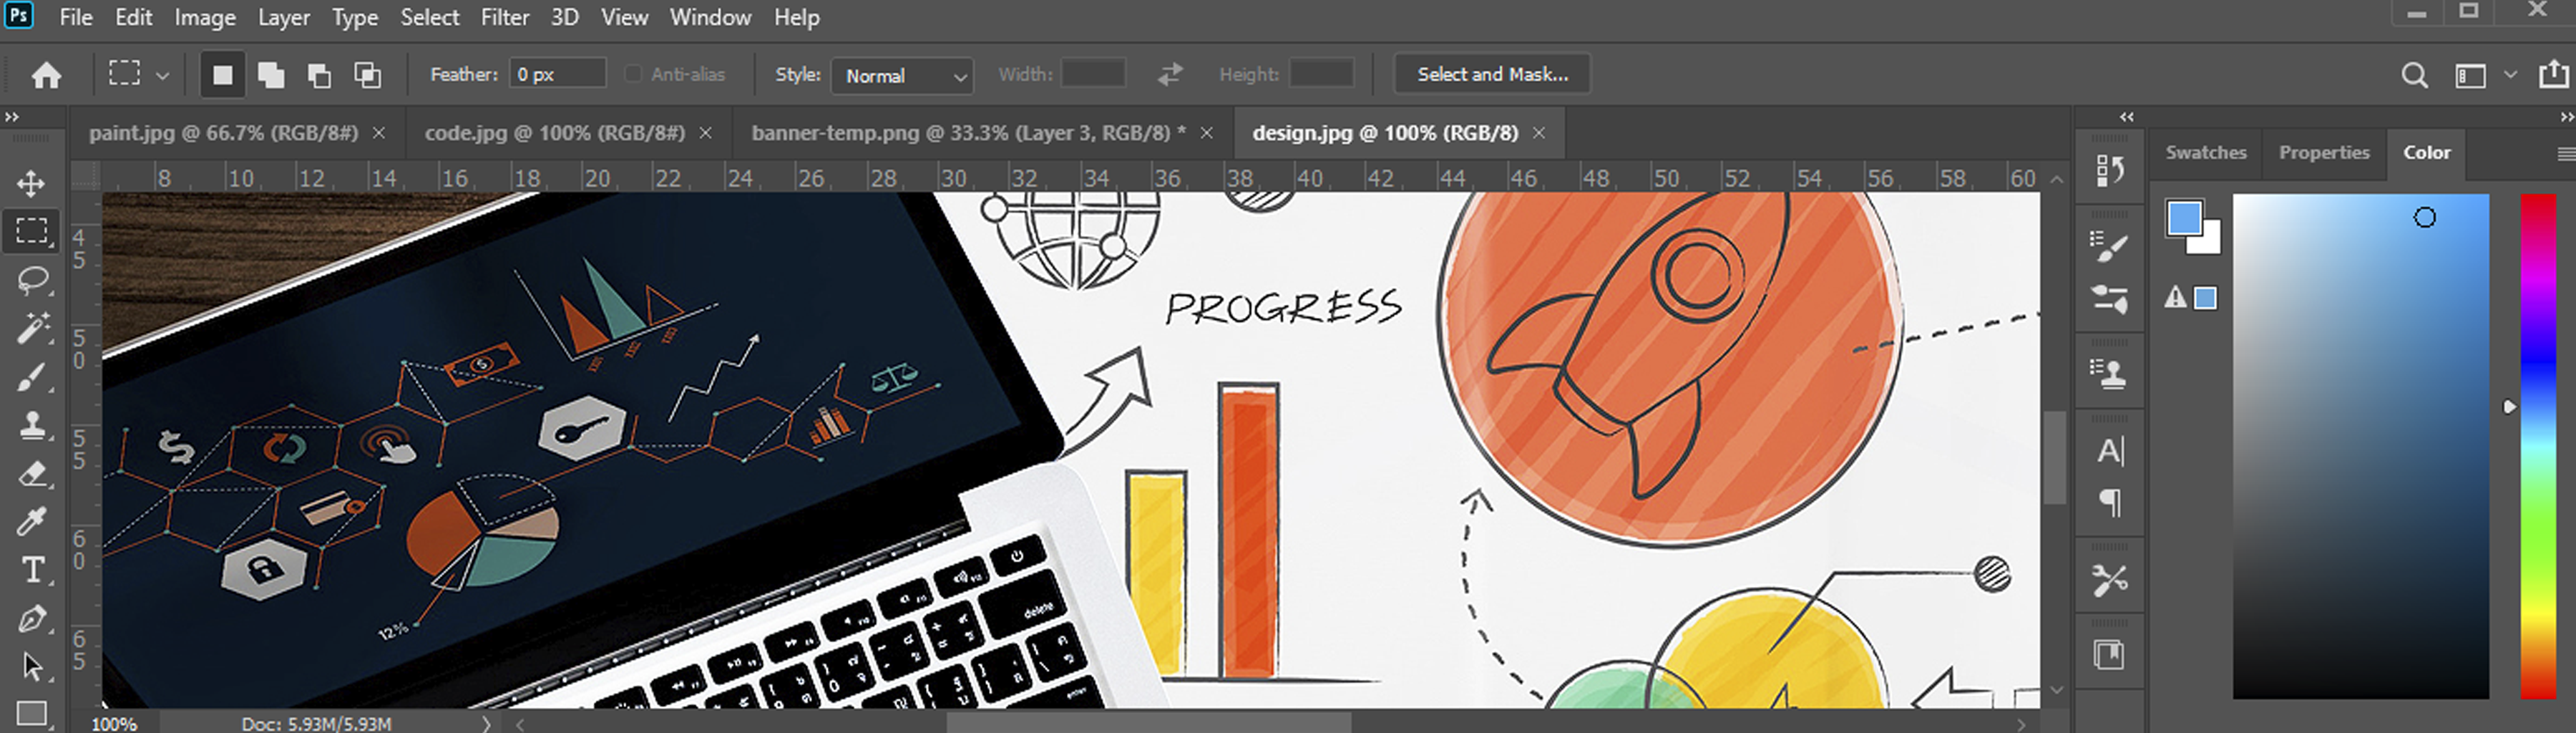 Ps File Edit Image Layer Type Select Filter 3D View Window Help
Feather: 0 px Anti-alias Style: Normal Width: Height: Select and Mask...
paint.jpg @ 66.7% (RGB/8#) × code.jpg @ 100% (RGB/8#) × banner-temp.png @ 33.3% (Layer 3, RGB/8) * × design.jpg @ 100% (RGB/8) ×
Swatches Properties Color
8 10 12 14 16 18 20 22 24 26 28 30 32 34 36 38 40 42 44 46 48 50 52 54 56 58 60
45
50
55
60
65
PROGRESS
$
12%
delete
enter
T
A
¶
100% Doc: 5.93M/5.93M